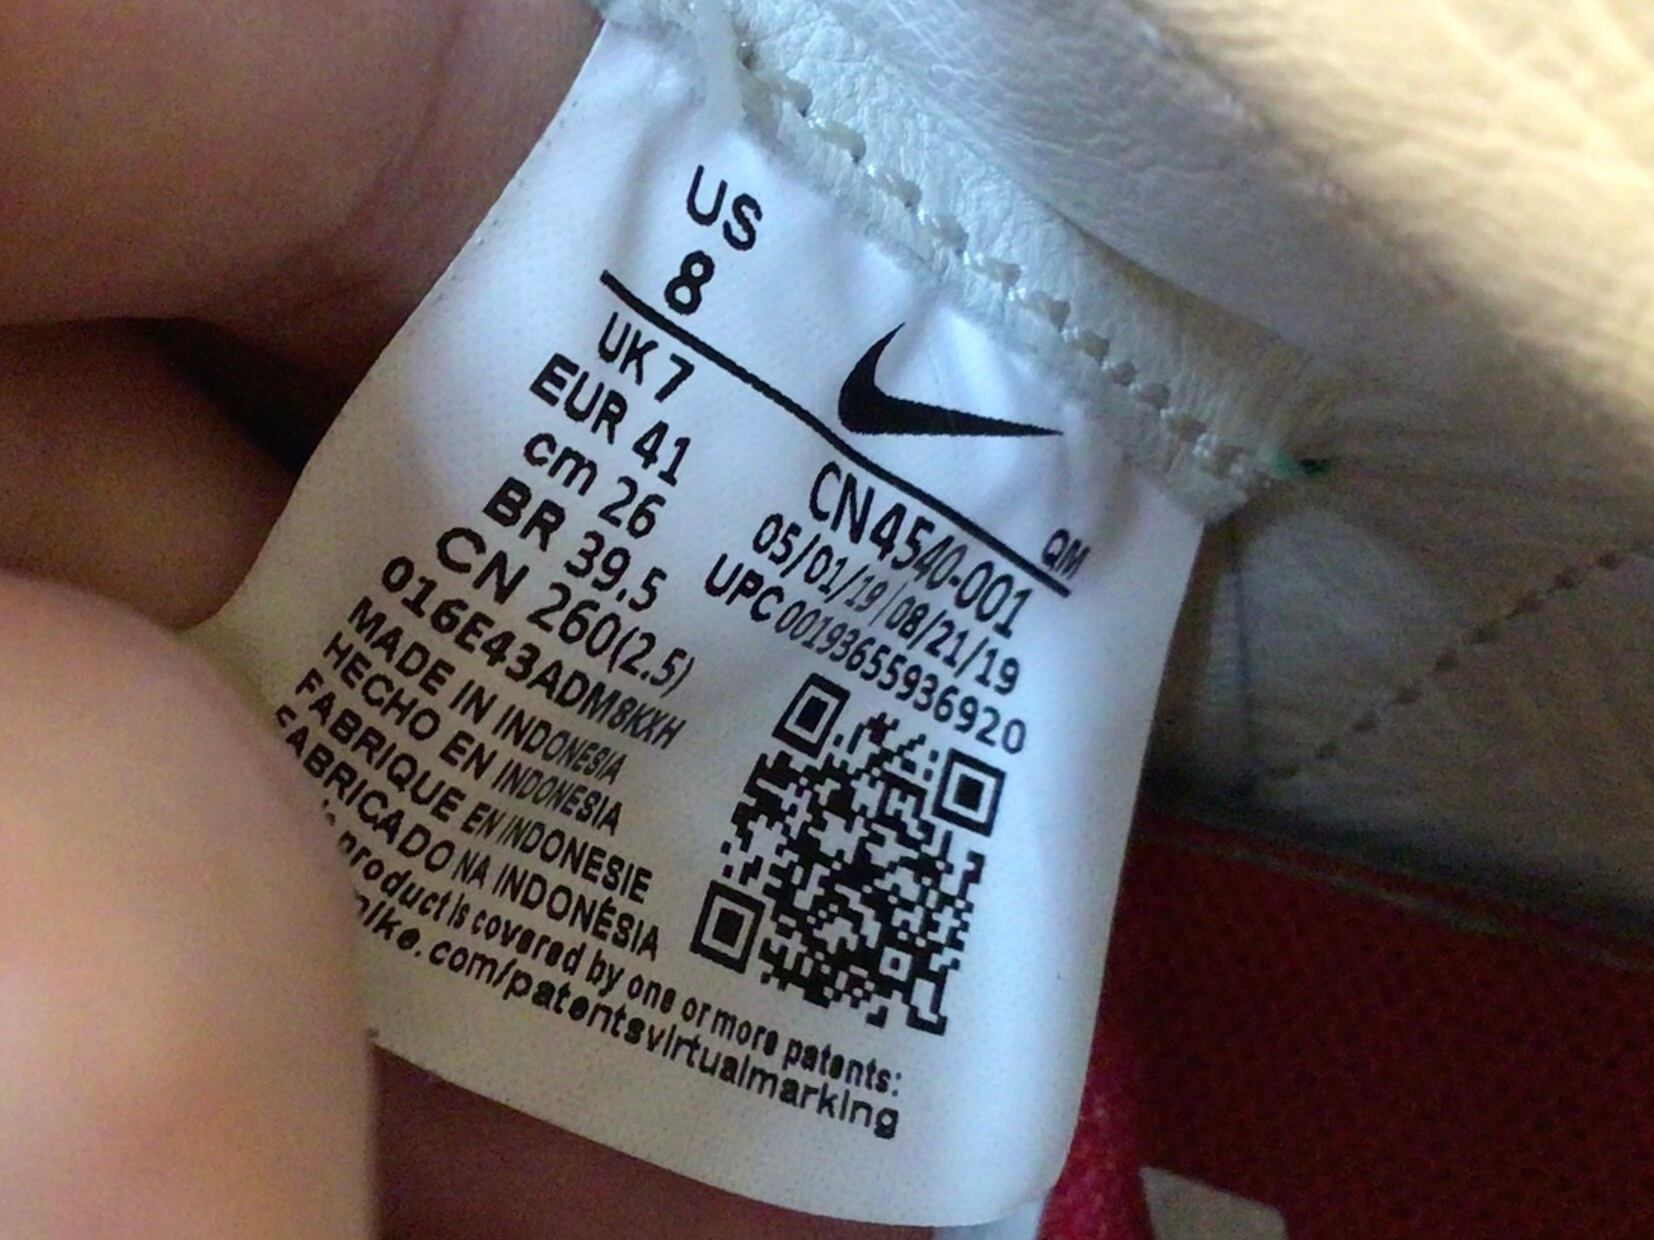 US
8
UK 7
EUR 41
cm 26
BR 39.5
CN 260(2.5)
016E43ADM8KXH
MADE IN INDONESIA
HECHO EN INDONESIA
FABRIQUE EN INDONESIE
FABRICADO NA INDONÉSIA
product is covered by one or more patents:
nike.com/patentsvirtualmarking
QM
CN4540-001
05/01/19|08/21/19
UPC 00193655936920